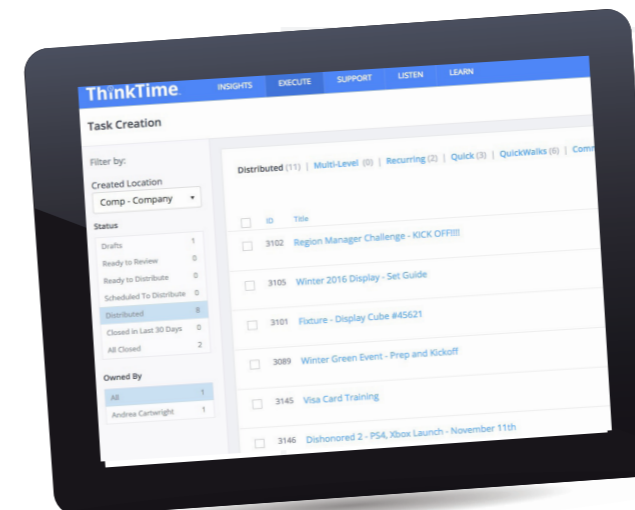 ThinkTime
INSIGHTS EXECUTE SUPPORT LISTEN LEARN
Task Creation
Filter by:
Created Location
Comp - Company
Status
Drafts 1
Ready to Review 0
Ready to Distribute 0
Scheduled To Distribute 0
Distributed 8
Closed in Last 30 Days 0
All Closed 2
Owned By
All 1
Andrea Cartwright 1
Distributed (11) | Multi-Level (0) | Recurring (2) | Quick (3) | QuickWalks (6) |
ID Title
3102 Region Manager Challenge - KICK OFF!!!!
3105 Winter 2016 Display - Set Guide
3101 Fixture - Display Cube #45621
3089 Winter Green Event - Prep and Kickoff
3145 Visa Card Training
3146 Dishonored 2 - PS4, Xbox Launch - November 11th